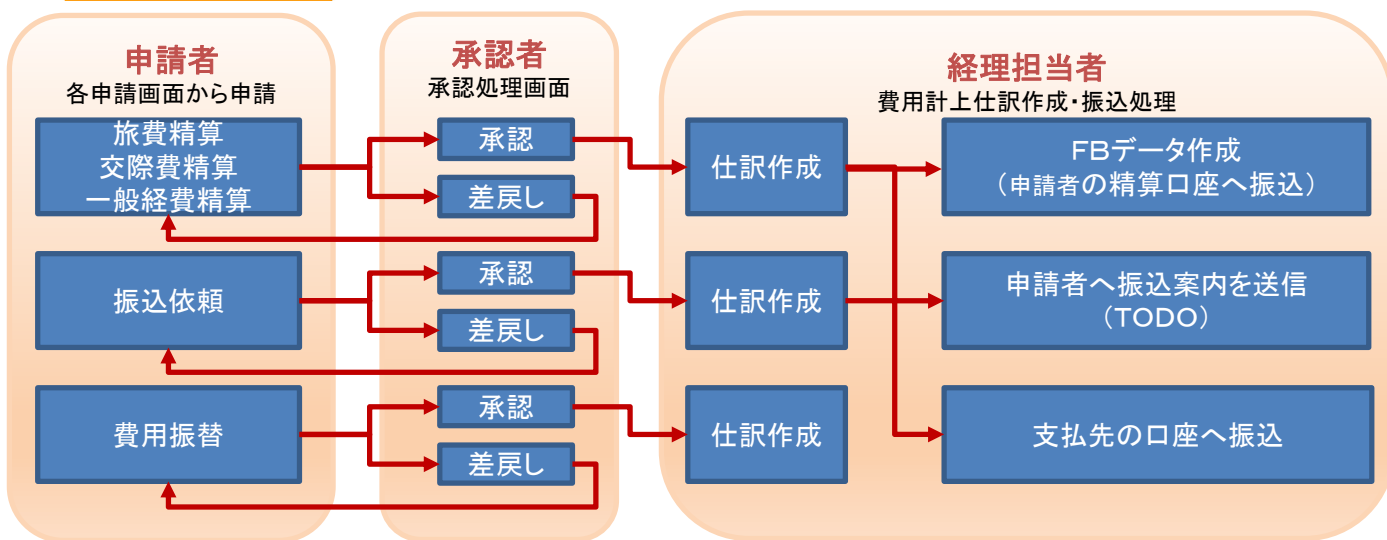 申請者
各申請画面から申請
旅費精算
交際費精算
一般経費精算
振込依頼
費用振替
承認者
承認処理画面
承認
差戻し
承認
差戻し
承認
差戻し
経理担当者
費用計上仕訳作成・振込処理
仕訳作成
仕訳作成
仕訳作成
FBデータ作成
（申請者の精算口座へ振込）
申請者へ振込案内を送信
（TODO）
支払先の口座へ振込